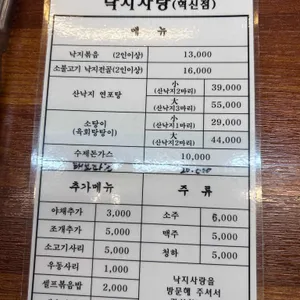 낙지사랑(혁신점)
메 뉴
낙지볶음 (2인이상) 13,000
소불고기 낙지전골(2인이상) 16,000
산낙지 연포탕 小 (산낙지2마리) 39,000
大 (산낙지3마리) 55,000
소탕이 (육회탕탕이) 小 (산낙지1마리) 29,000
大 (산낙지2마리) 44,000
수제돈가스 10,000
추가메뉴
야채추가 3,000
조개추가 5,000
소고기사리 5,000
우동사리 1,000
셀프볶음밥 2,000
주 류
소주 6,000
맥주 5,000
청하 5,000
낙지사랑을
방문해 주셔서